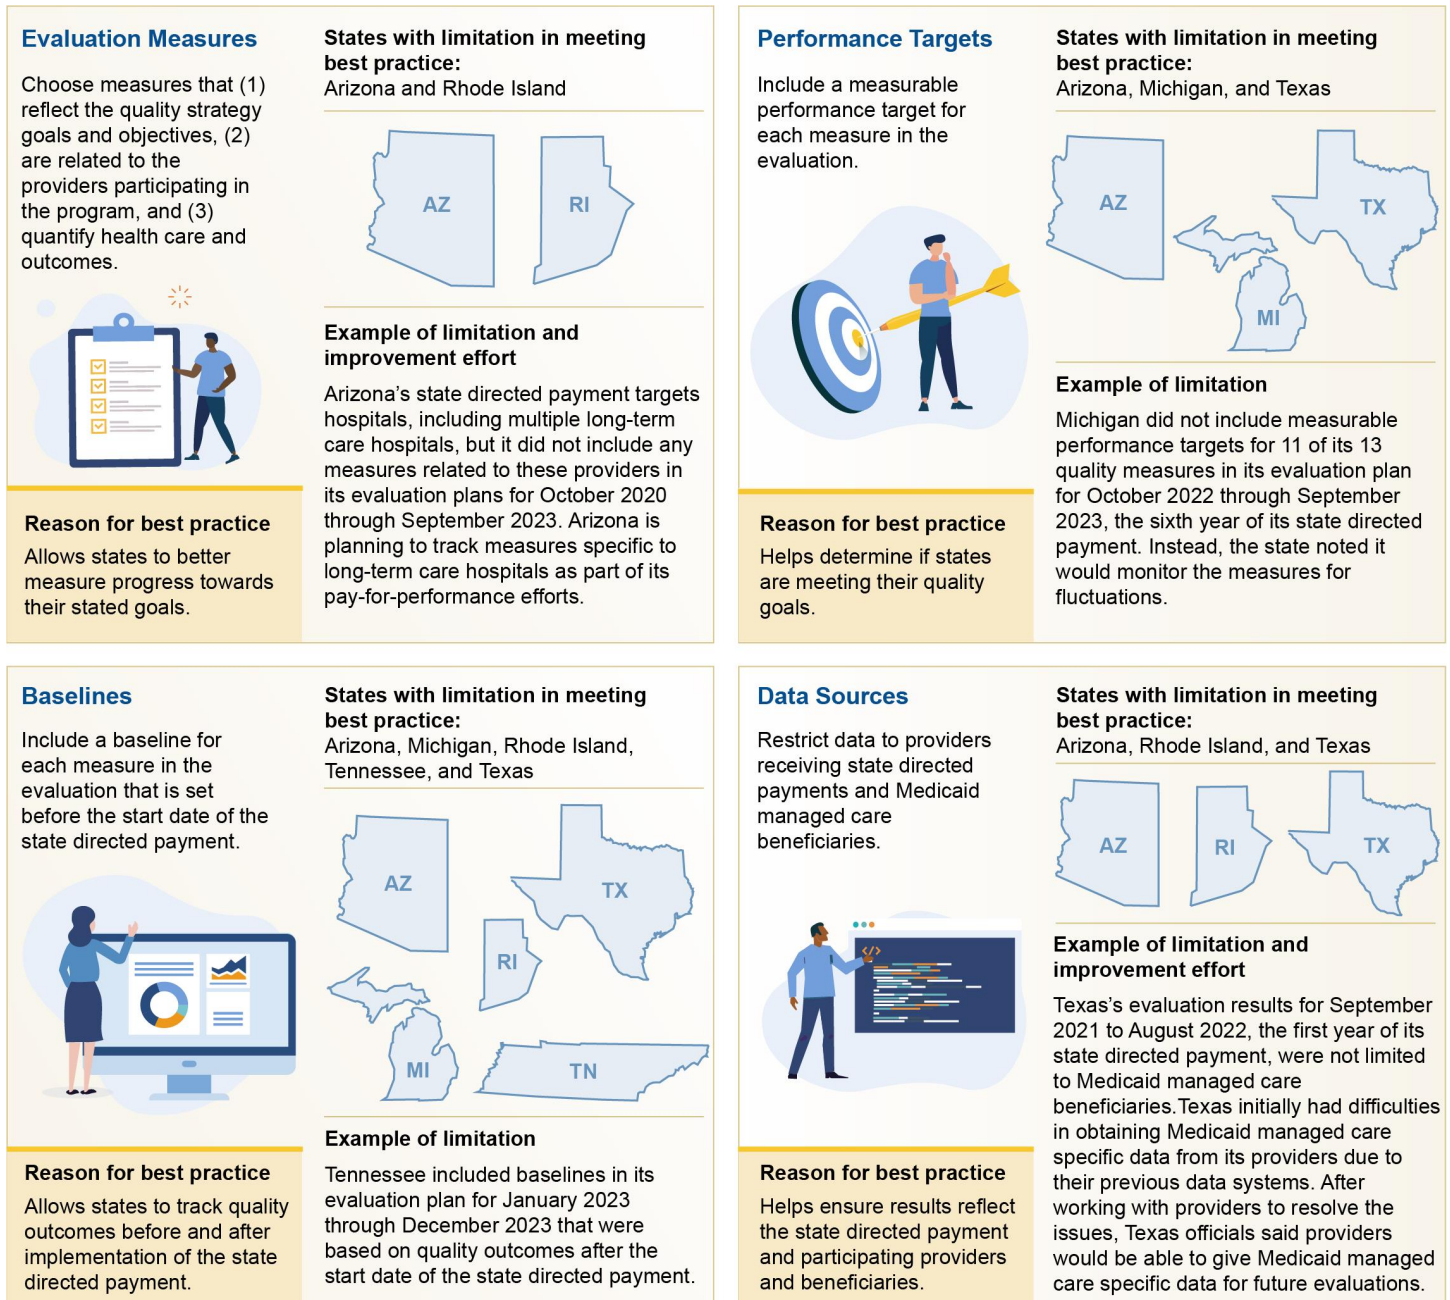 Evaluation Measures
Choose measures that (1)
reflect the quality strategy
goals and objectives, (2)
are related to the
providers participating in
the program, and (3)
quantify health care and
outcomes.
Reason for best practice
Allows states to better
measure progress towards
their stated goals.
States with limitation in meeting
best practice:
Arizona and Rhode Island
AZ
RI
Example of limitation and
improvement effort
Arizona's state directed payment targets
hospitals, including multiple long-term
care hospitals, but it did not include any
measures related to these providers in
its evaluation plans for October 2020
through September 2023. Arizona is
planning to track measures specific to
long-term care hospitals as part of its
pay-for-performance efforts.
Performance Targets
Include a measurable
performance target for
each measure in the
evaluation.
Reason for best practice
Helps determine if states
are meeting their quality
goals.
States with limitation in meeting
best practice:
Arizona, Michigan, and Texas
AZ
TX
MI
Example of limitation
Michigan did not include measurable
performance targets for 11 of its 13
quality measures in its evaluation plan
for October 2022 through September
2023, the sixth year of its state directed
payment. Instead, the state noted it
would monitor the measures for
fluctuations.
Baselines
Include a baseline for
each measure in the
evaluation that is set
before the start date of the
state directed payment.
Reason for best practice
Allows states to track quality
outcomes before and after
implementation of the state
directed payment.
States with limitation in meeting
best practice:
Arizona, Michigan, Rhode Island,
Tennessee, and Texas
AZ
TX
RI
MI
TN
Example of limitation
Tennessee included baselines in its
evaluation plan for January 2023
through December 2023 that were
based on quality outcomes after the
start date of the state directed payment.
Data Sources
Restrict data to providers
receiving state directed
payments and Medicaid
managed care
beneficiaries.
</>
Reason for best practice
Helps ensure results reflect
the state directed payment
and participating providers
and beneficiaries.
States with limitation in meeting
best practice:
Arizona, Rhode Island, and Texas
AZ
RI
TX
Example of limitation and
improvement effort
Texas's evaluation results for September
2021 to August 2022, the first year of its
state directed payment, were not limited
to Medicaid managed care
beneficiaries.Texas initially had difficulties
in obtaining Medicaid managed care
specific data from its providers due to
their previous data systems. After
working with providers to resolve the
issues, Texas officials said providers
would be able to give Medicaid managed
care specific data for future evaluations.